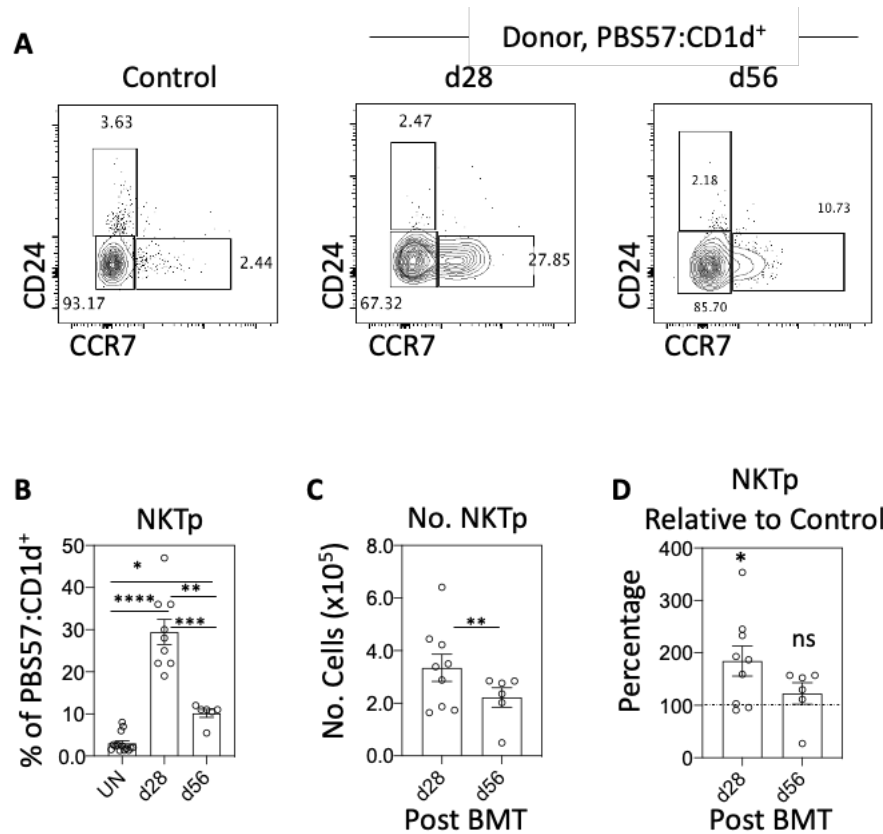 A
Donor, PBS57:CD1d+
Control
d28
d56
3.63
2.44
93.17
CD24
CCR7
2.47
27.85
67.32
CD24
CCR7
2.18
10.73
85.70
CD24
CCR7
B
NKTp
% of PBS57:CD1d+
50
40
30
20
10
0.0
*
**
****
***
UN
d28
d56
C
No. NKTp
No. Cells (x10⁵)
8.0
6.0
4.0
2.0
0.0
**
d28
d56
Post BMT
D
NKTp
Relative to Control
Percentage
400
300
200
100
0
*
ns
d28
d56
Post BMT